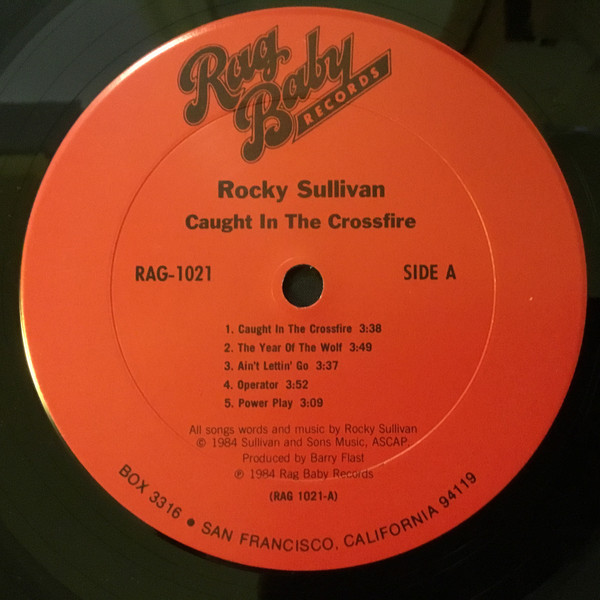 Rag
Baby
RECORDS
Rocky Sullivan
Caught In The Crossfire
RAG-1021 SIDE A
1. Caught In The Crossfire 3:38
2. The Year Of The Wolf 3:49
3. Ain't Lettin' Go 3:37
4. Operator 3:52
5. Power Play 3:09
All songs words and music by Rocky Sullivan
© 1984 Sullivan and Sons Music, ASCAP.
Produced by Barry Flast
℗ 1984 Rag Baby Records
(RAG 1021-A)
BOX 3316 • SAN FRANCISCO, CALIFORNIA 94119